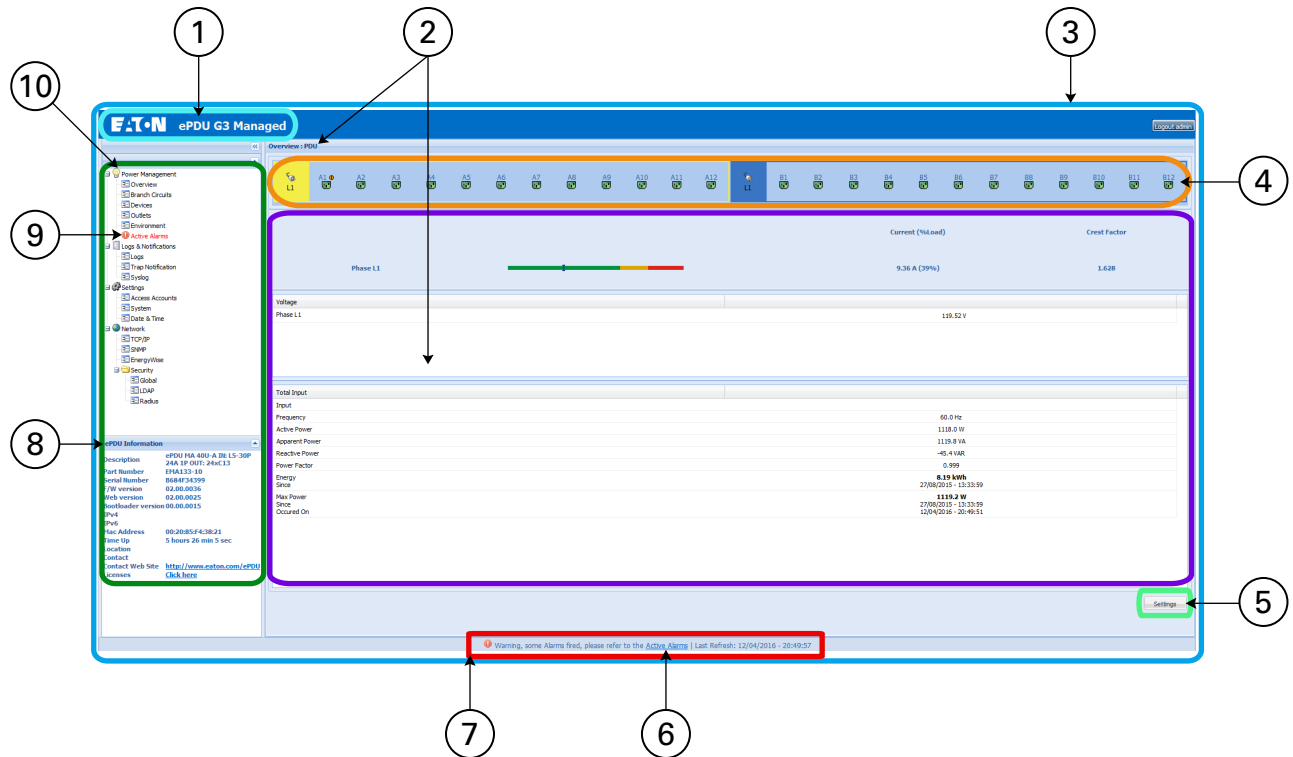 1
2
3
10
EATON ePDU G3 Managed
Logout admin
Overview : PDU
L1 A1 A2 A3 A4 A5 A6 A7 A8 A9 A10 A11 A12 L1 B1 B2 B3 B4 B5 B6 B7 B8 B9 B10 B11 B12
4
Power Management
Overview
Branch Circuits
Devices
Outlets
Environment
9
Active Alarms
Logs & Notifications
Logs
Trap Notification
Syslog
Settings
Access Accounts
System
Date & Time
Network
TCP/IP
SNMP
EnergyWise
Security
Global
LDAP
Radius
Current (%Load) Crest Factor
Phase L1 9.36 A (39%) 1.628
Voltage
Phase L1 119.52 V
Total Input
Input
Frequency 60.0 Hz
Active Power 1118.0 W
Apparent Power 1119.8 VA
Reactive Power -45.4 VAR
Power Factor 0.999
Energy 8.19 kWh
Since 27/08/2015 - 13:33:59
Max Power 1119.2 W
Since 27/08/2015 - 13:33:59
Occured On 12/04/2016 - 20:49:51
8
ePDU Information
Description ePDU MA 40U-A IN: L5-30P
24A 1P OUT: 24xC13
Part Number EMA133-10
Serial Number B684F34399
F/W version 02.00.0036
Web version 02.00.0025
Bootloader version 00.00.0015
IPv4
IPv6
Mac Address 00:20:85:F4:38:21
Time Up 5 hours 26 min 5 sec
Location
Contact
Contact Web Site http://www.eaton.com/ePDU
Licenses Click here
Settings
5
Warning, some Alarms fired, please refer to the Active Alarms | Last Refresh: 12/04/2016 - 20:49:57
7
6